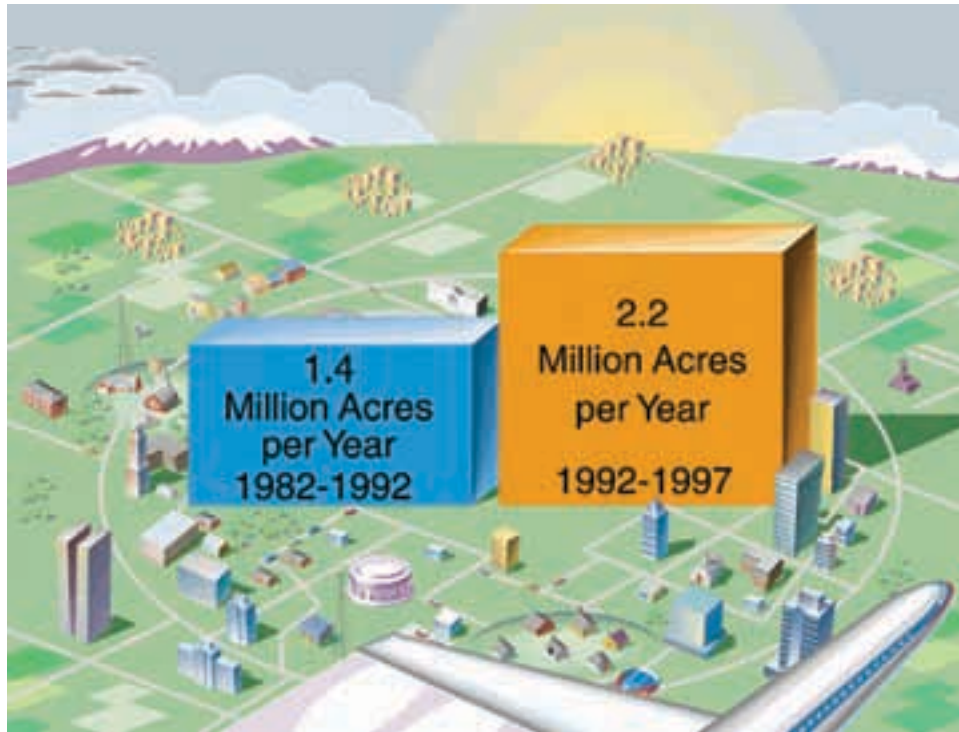 1.4
Million Acres
per Year
1982-1992
2.2
Million Acres
per Year
1992-1997